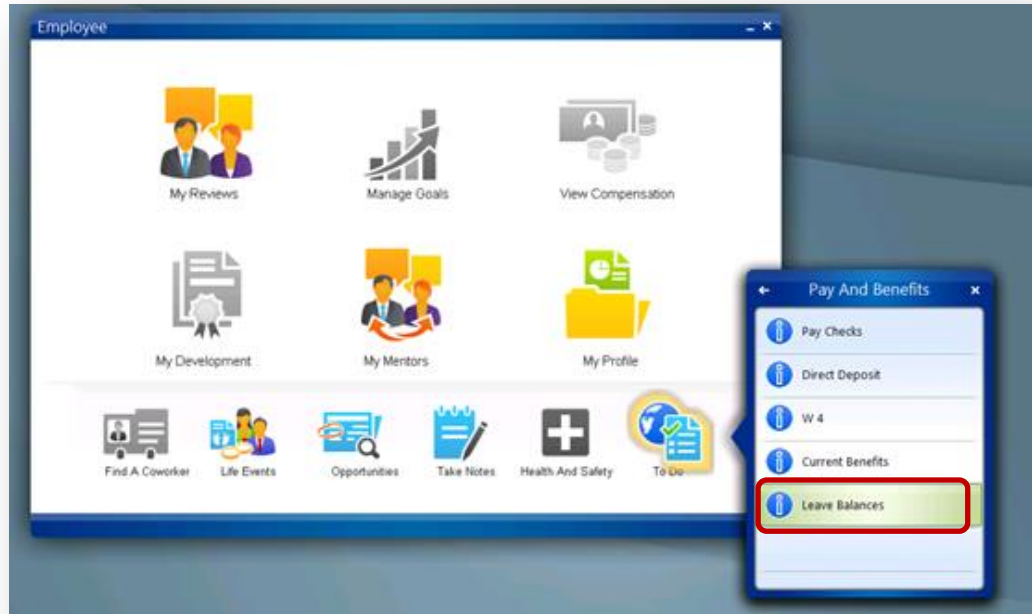 Employee
My Reviews
Manage Goals
View Compensation
My Development
My Mentors
My Profile
Find A Coworker
Life Events
Opportunities
Take Notes
Health And Safety
To Do
Pay And Benefits
Pay Checks
Direct Deposit
W 4
Current Benefits
Leave Balances